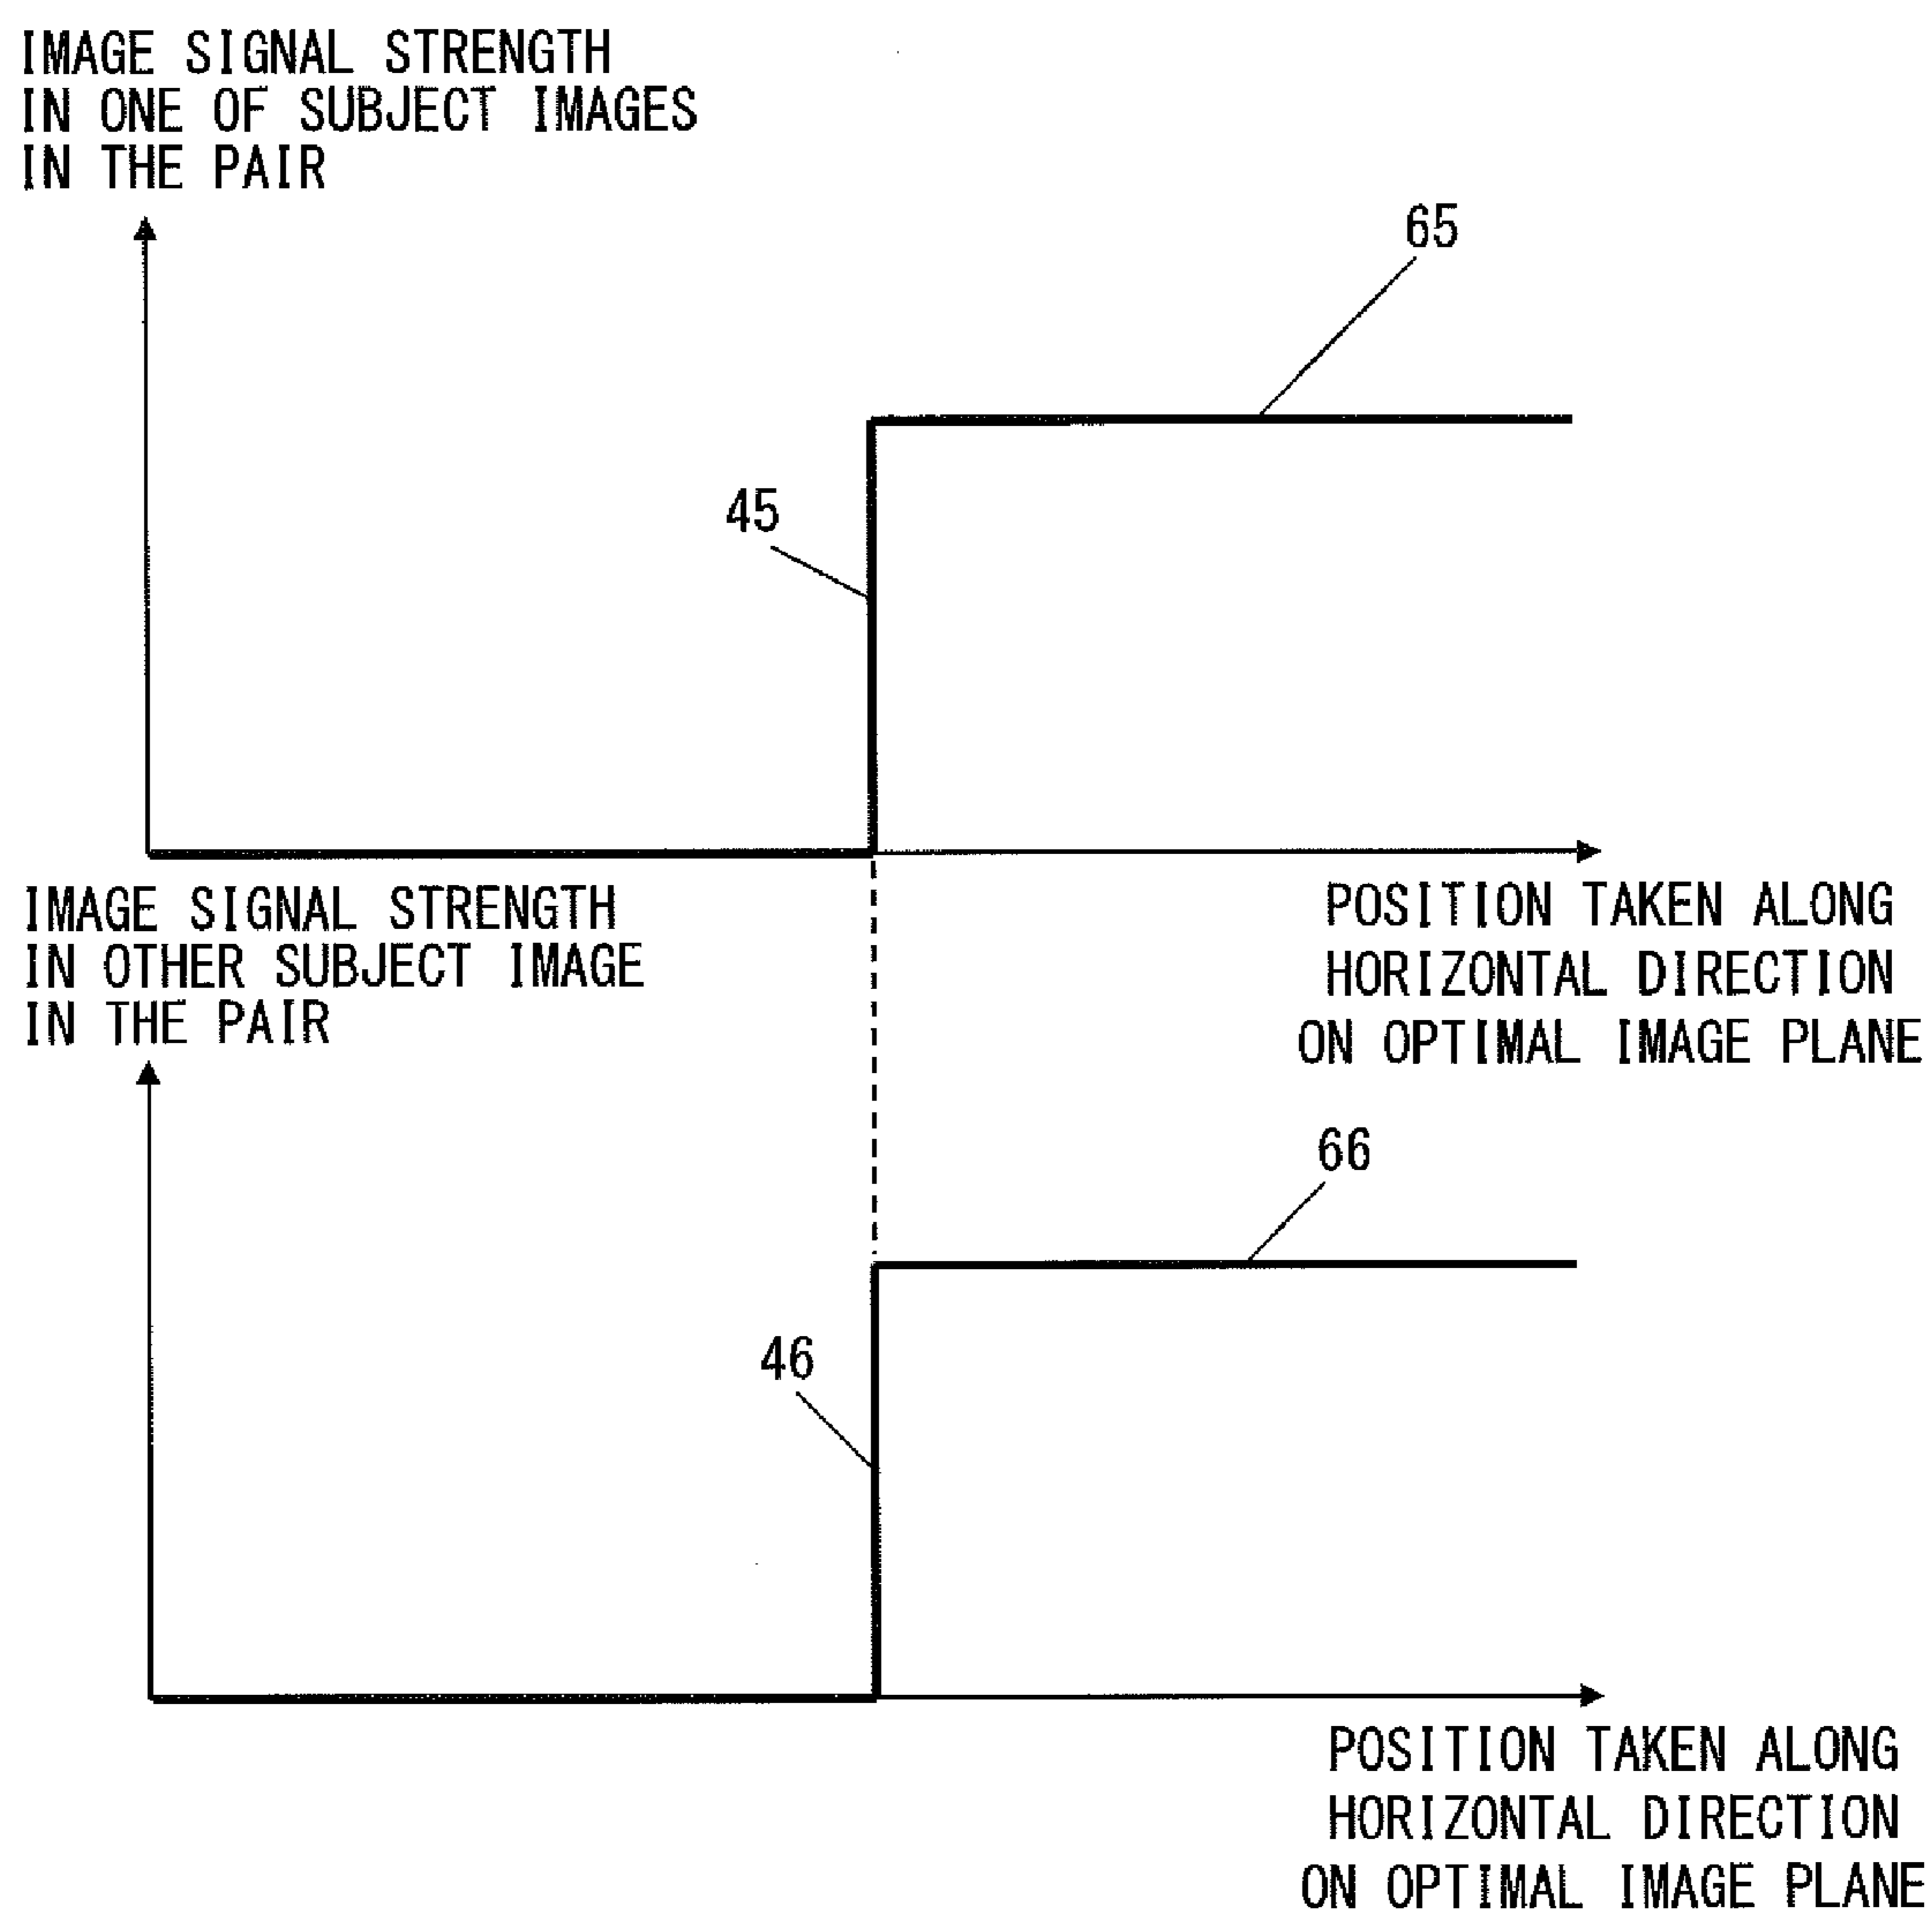 IMAGE SIGNAL STRENGTH
IN ONE OF SUBJECT IMAGES
IN THE PAIR
65
45
POSITION TAKEN ALONG
HORIZONTAL DIRECTION
ON OPTIMAL IMAGE PLANE
IMAGE SIGNAL STRENGTH
IN OTHER SUBJECT IMAGE
IN THE PAIR
66
46
POSITION TAKEN ALONG
HORIZONTAL DIRECTION
ON OPTIMAL IMAGE PLANE